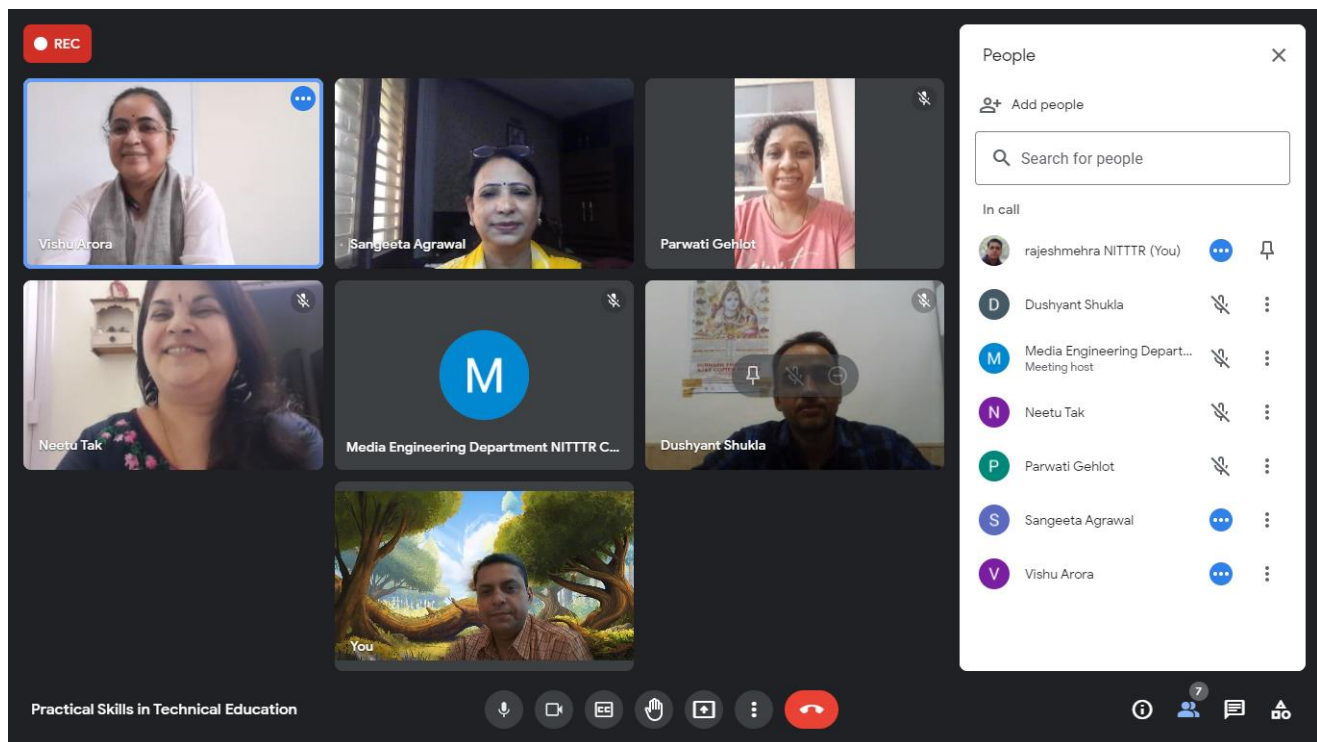 REC
Vishu Arora
Sangeeta Agrawal
Parwati Gehlot
Neetu Tak
M
Media Engineering Department NITTTR C...
Dushyant Shukla
You
Practical Skills in Technical Education
CC
People
Add people
Search for people
In call
rajeshmehra NITTTR (You)
D
Dushyant Shukla
M
Media Engineering Depart...
Meeting host
N
Neetu Tak
P
Parwati Gehlot
S
Sangeeta Agrawal
V
Vishu Arora
7